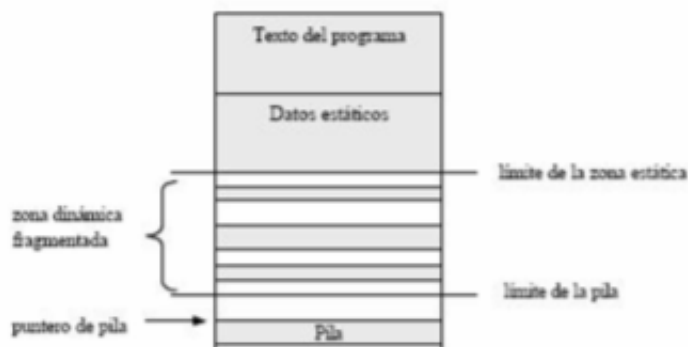 Texto del programa
Datos estáticos
límite de la zona estática
zona dinámica
fragmentada
límite de la pila
puntero de pila
Pila